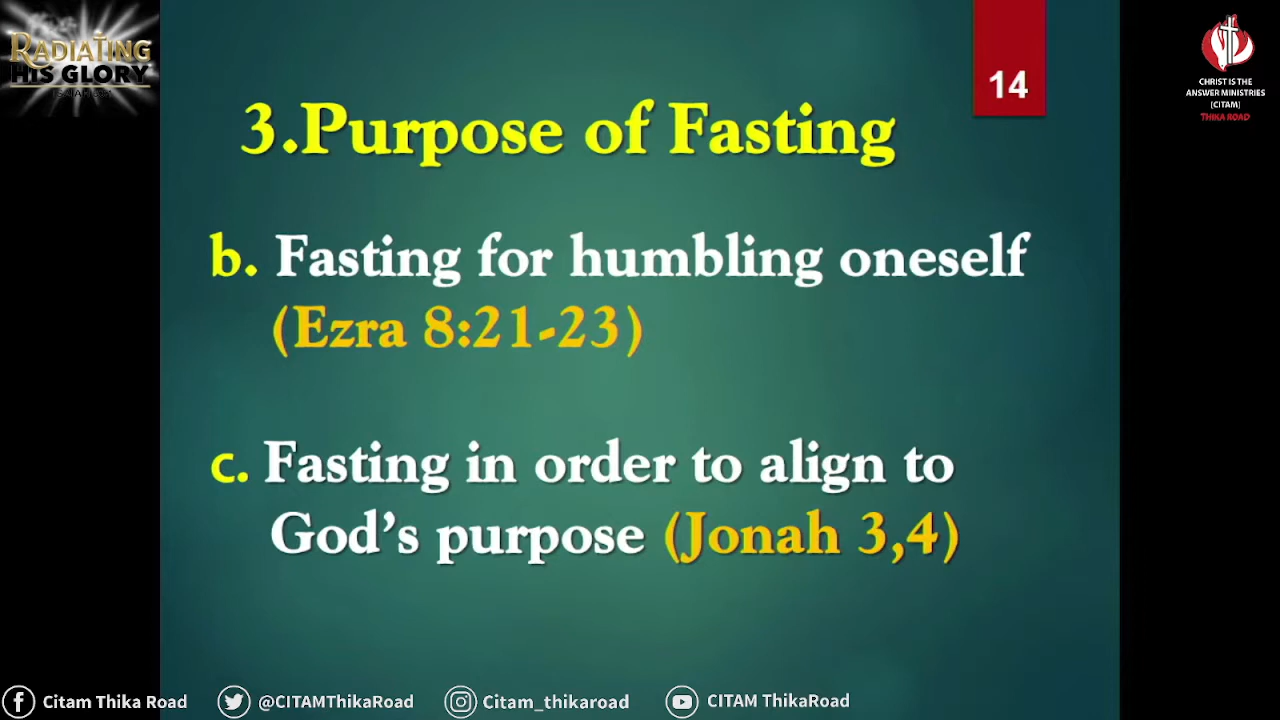 RADIATING
HIS GLORY
14
CHRIST IS THE
ANSWER MINISTRIES
(CITAM)
THIKA ROAD
3.Purpose of Fasting
b. Fasting for humbling oneself
(Ezra 8:21-23)
c. Fasting in order to align to
God's purpose (Jonah 3,4)
Citam Thika Road
@CITAMThikaRoad
Citam_thikaroad
CITAM ThikaRoad